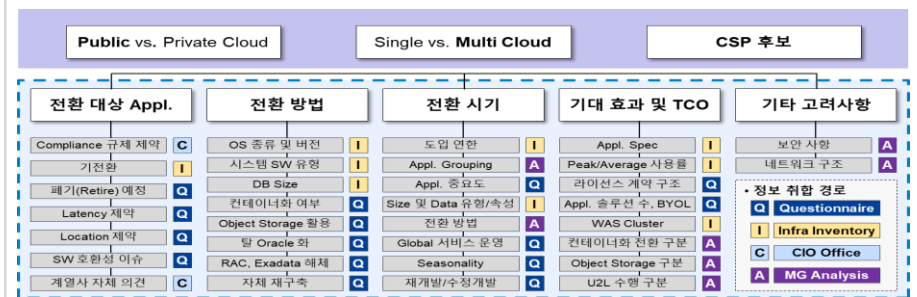 Public vs. Private Cloud
Single vs. Multi Cloud
CSP 후보
전환 대상 Appl.
전환 방법
전환 시기
기대 효과 및 TCO
기타 고려사항
Compliance 규제 제약 C
기전환 I
폐기(Retire) 예정 Q
Latency 제약 Q
Location 제약 Q
SW 호환성 이슈 Q
계열사 자체 의견 C
OS 종류 및 버전 I
시스템 SW 유형 I
DB Size I
컨테이너화 여부 Q
Object Storage 활용 Q
탈 Oracle 화 Q
RAC, Exadata 해체 Q
자체 재구축 Q
도입 연한 I
Appl. Grouping A
Appl. 중요도 Q
Size 및 Data 유형/속성 I
전환 방법 A
Global 서비스 운영 Q
Seasonality Q
재개발/수정개발 Q
Appl. Spec I
Peak/Average 사용률 I
라이선스 계약 구조 Q
Appl. 솔루션 수, BYOL Q
WAS Cluster I
컨테이너화 전환 구분 A
Object Storage 구분 A
U2L 수행 구분 A
보안 사항 A
네트워크 구조 A
• 정보 취합 경로
Q Questionnaire
I Infra Inventory
C CIO Office
A MG Analysis